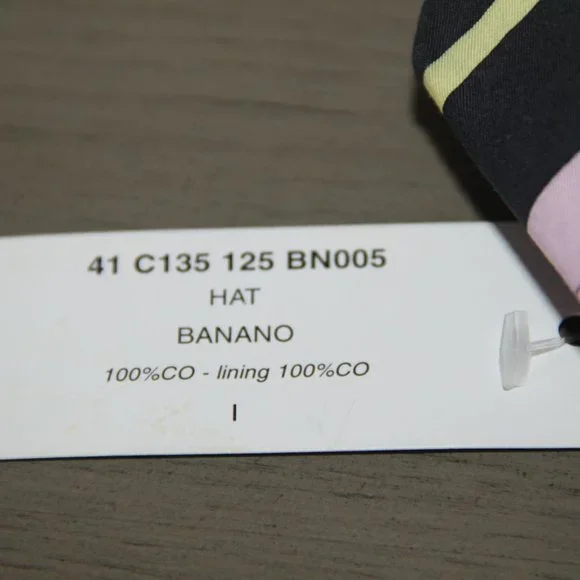 41 C135 125 BN005
HAT
BANANO
100%CO - lining 100%CO
I